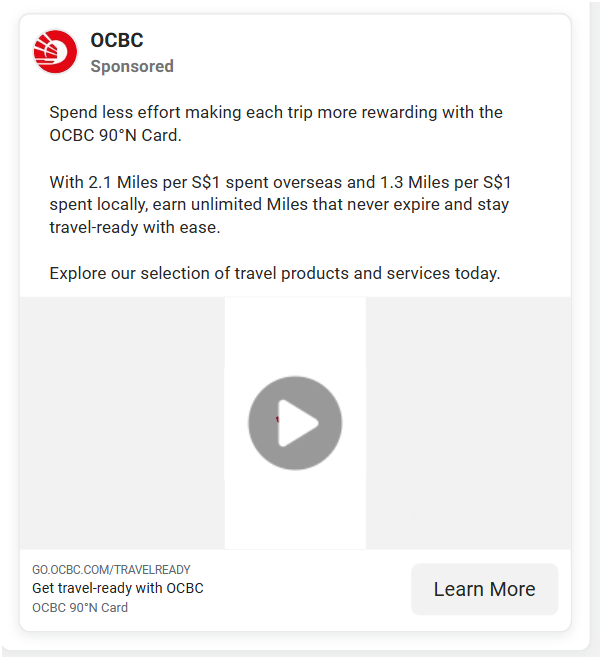 OCBC
Sponsored
Spend less effort making each trip more rewarding with the
OCBC 90°N Card.
With 2.1 Miles per S$1 spent overseas and 1.3 Miles per S$1
spent locally, earn unlimited Miles that never expire and stay
travel-ready with ease.
Explore our selection of travel products and services today.
GO.OCBC.COM/TRAVELREADY
Get travel-ready with OCBC
OCBC 90°N Card
Learn More